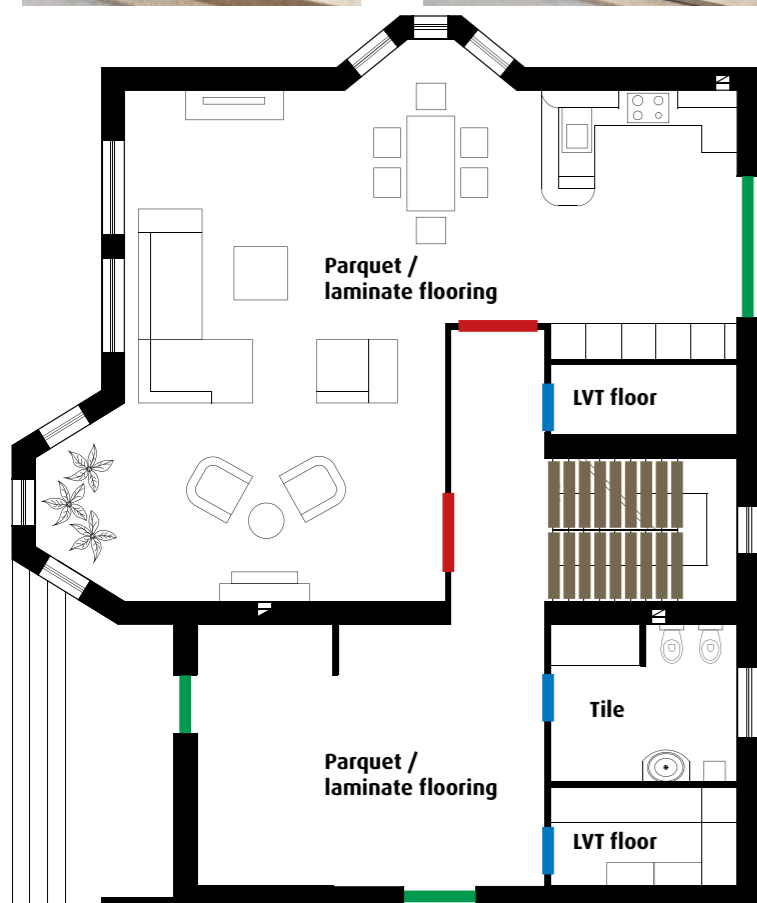 Parquet /
laminate flooring
LVT floor
Tile
Parquet /
laminate flooring
LVT floor